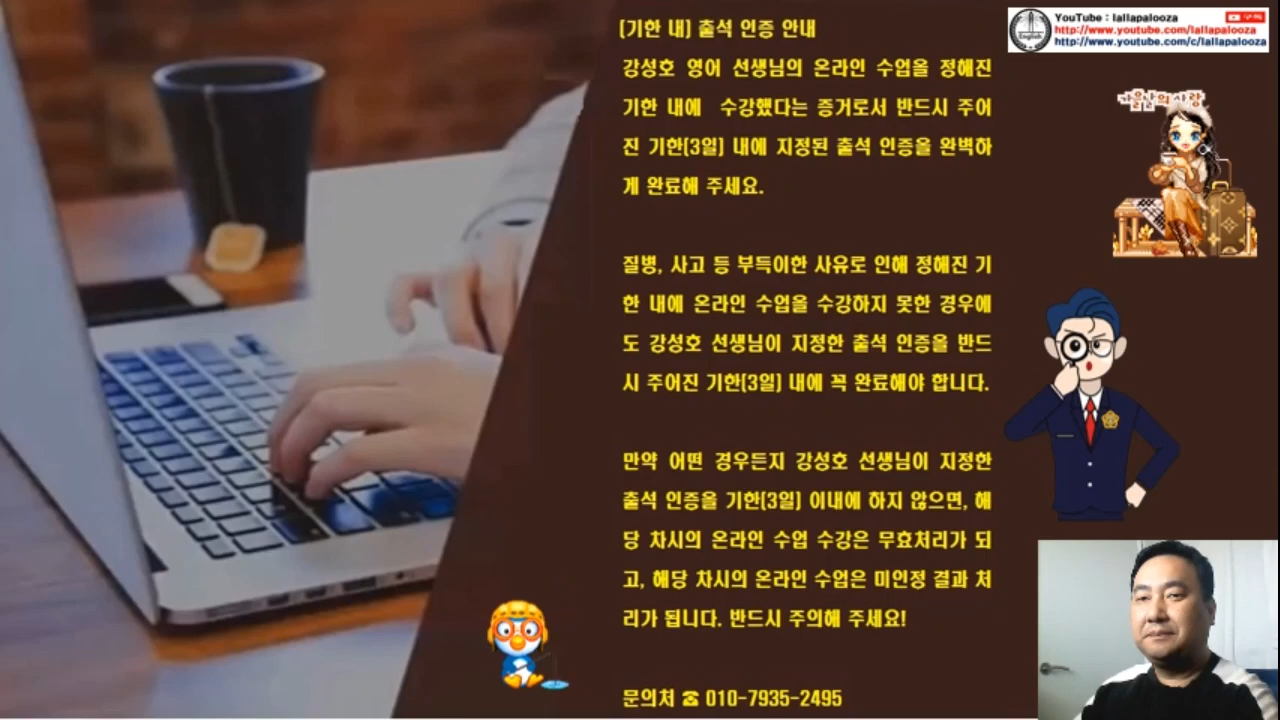 [기한 내] 출석 인증 안내
강성호 영어 선생님의 온라인 수업을 정해진
기한 내에 수강했다는 증거로서 반드시 주어
진 기한(3일) 내에 지정된 출석 인증을 완벽하
게 완료해 주세요.
질병, 사고 등 부득이한 사유로 인해 정해진 기
한 내에 온라인 수업을 수강하지 못한 경우에
도 강성호 선생님이 지정한 출석 인증을 반드
시 주어진 기한(3일) 내에 꼭 완료해야 합니다.
만약 어떤 경우든지 강성호 선생님이 지정한
출석 인증을 기한(3일) 이내에 하지 않으면, 해
당 차시의 온라인 수업 수강은 무효처리가 되
고, 해당 차시의 온라인 수업은 미인정 결과 처
리가 됩니다. 반드시 주의해 주세요!
문의처 ☎ 010-7935-2495
YouTube : lallapalooza
http://www.youtube.com/lallapalooza
http://www.youtube.com/c/lallapalooza
English
가을날의 사랑